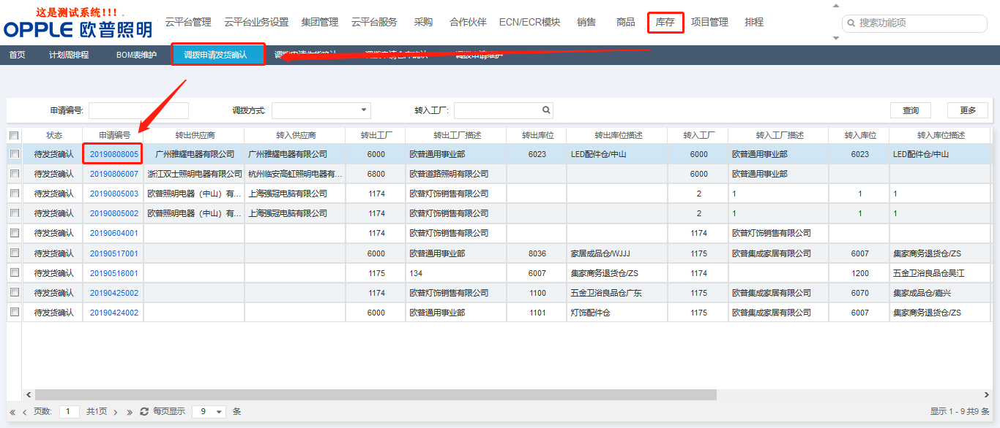 这是测试系统!!! 。
OPPLE 欧普照明
云平台管理 云平台业务设置 集团管理 云平台服务 采购 合作伙伴 ECN/ECR模块 销售 商品 库存 项目管理 排程
搜索功能项
首页 计划周排程 BOM表维护 调拨申请发货确认 调拨申请收货确认 调拨申请仓库确认 调拨申请维护
申请编号: 调拨方式: 转入工厂: 查询 更多
状态 申请编号 转出供应商 转入供应商 转出工厂 转出工厂描述 转出库位 转出库位描述 转入工厂 转入工厂描述 转入库位 转入库位描述
待发货确认 20190808005 广州雅耀电器有限公司 广州雅耀电器有限公司 6000 欧普通用事业部 6023 LED配件仓/中山 6000 欧普通用事业部 6023 LED配件仓/中山
待发货确认 20190806007 浙江双士照明电器有限公司 杭州临安高虹照明电器有... 6800 欧普道路照明有限公司 6000 欧普通用事业部
待发货确认 20190805003 欧普照明电器（中山）有... 上海强冠电脑有限公司 1174 欧普灯饰销售有限公司 2 1 1 1
待发货确认 20190805002 欧普照明电器（中山）有... 上海强冠电脑有限公司 1174 欧普灯饰销售有限公司 2 1 1 1
待发货确认 20190604001 1174 欧普灯饰销售有限公司 1174 欧普灯饰销售有限公司
待发货确认 20190517001 6000 欧普通用事业部 8036 家居成品仓/WJJJ 1175 欧普集成家居有限公司 6007 集家商务退货仓/ZS
待发货确认 20190516001 1175 134 6007 集家商务退货仓/ZS 1174 1200 五金卫浴良品仓吴江
待发货确认 20190425002 1174 欧普灯饰销售有限公司 1100 五金卫浴良品仓广东 1175 欧普集成家居有限公司 6070 集家成品仓/嘉兴
待发货确认 20190424002 6000 欧普通用事业部 1101 灯饰配件仓 1175 欧普集成家居有限公司 6007 集家商务退货仓/ZS
页数: 1 共1页 每页显示 9 条 显示 1 - 9 共9 条